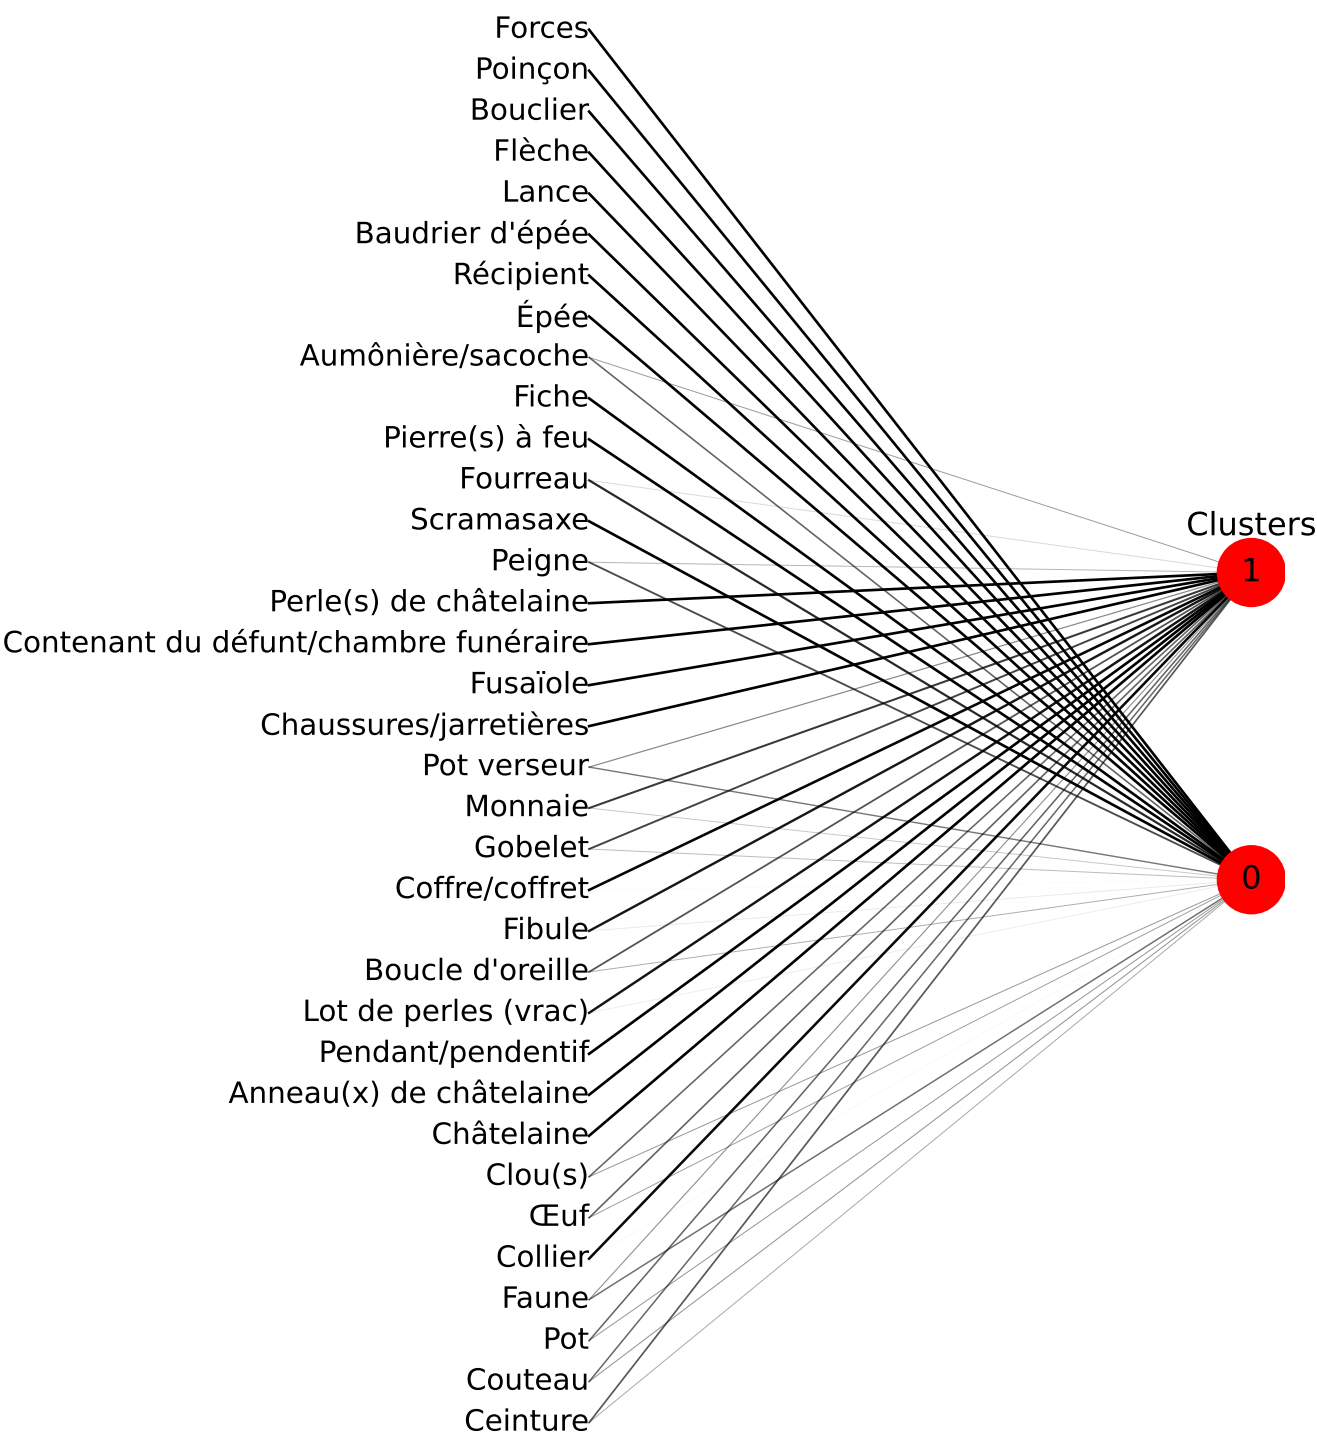 Forces
Poinçon
Bouclier
Flèche
Lance
Baudrier d'épée
Récipient
Épée
Aumônière/sacoche
Fiche
Pierre(s) à feu
Fourreau
Scramasaxe
Peigne
Perle(s) de châtelaine
Contenant du défunt/chambre funéraire
Fusaïole
Chaussures/jarretières
Pot verseur
Monnaie
Gobelet
Coffre/coffret
Fibule
Boucle d'oreille
Lot de perles (vrac)
Pendant/pendentif
Anneau(x) de châtelaine
Châtelaine
Clou(s)
Œuf
Collier
Faune
Pot
Couteau
Ceinture
Clusters
1
0